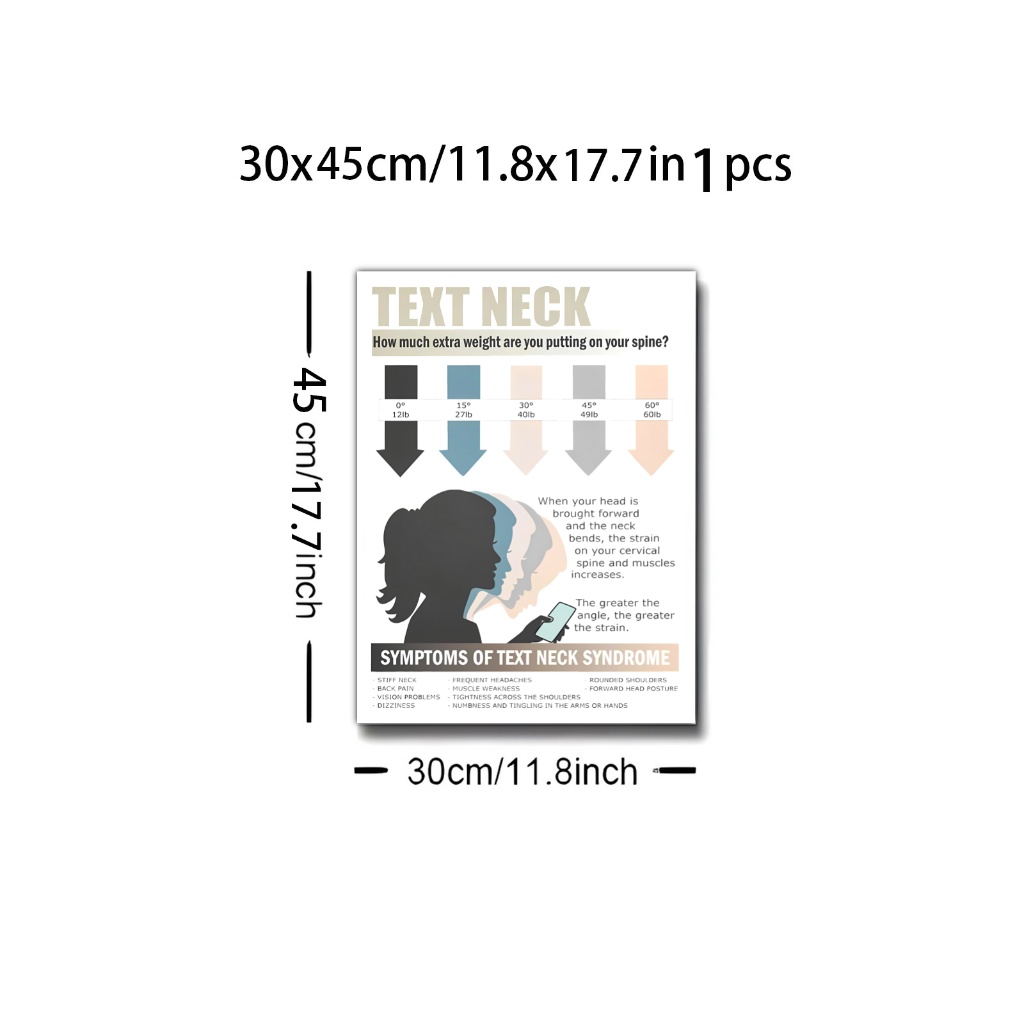 30x45cm/11.8x17.7in 1 pcs
TEXT NECK
How much extra weight are you putting on your spine?
0° 15° 30° 45° 60°
12lb 27lb 40lb 49lb 60lb
When your head is
brought forward
and the neck
bends, the strain
on your cervical
spine and muscles
increases.
The greater the
angle, the greater
the strain.
SYMPTOMS OF TEXT NECK SYNDROME
· STIFF NECK · FREQUENT HEADACHES · ROUNDED SHOULDERS
· BACK PAIN · MUSCLE WEAKNESS · FORWARD HEAD POSTURE
· VISION PROBLEMS · TIGHTNESS ACROSS THE SHOULDERS
· DIZZINESS · NUMBNESS AND TINGLING IN THE ARMS OR HANDS
45cm/17.7inch
30cm/11.8inch